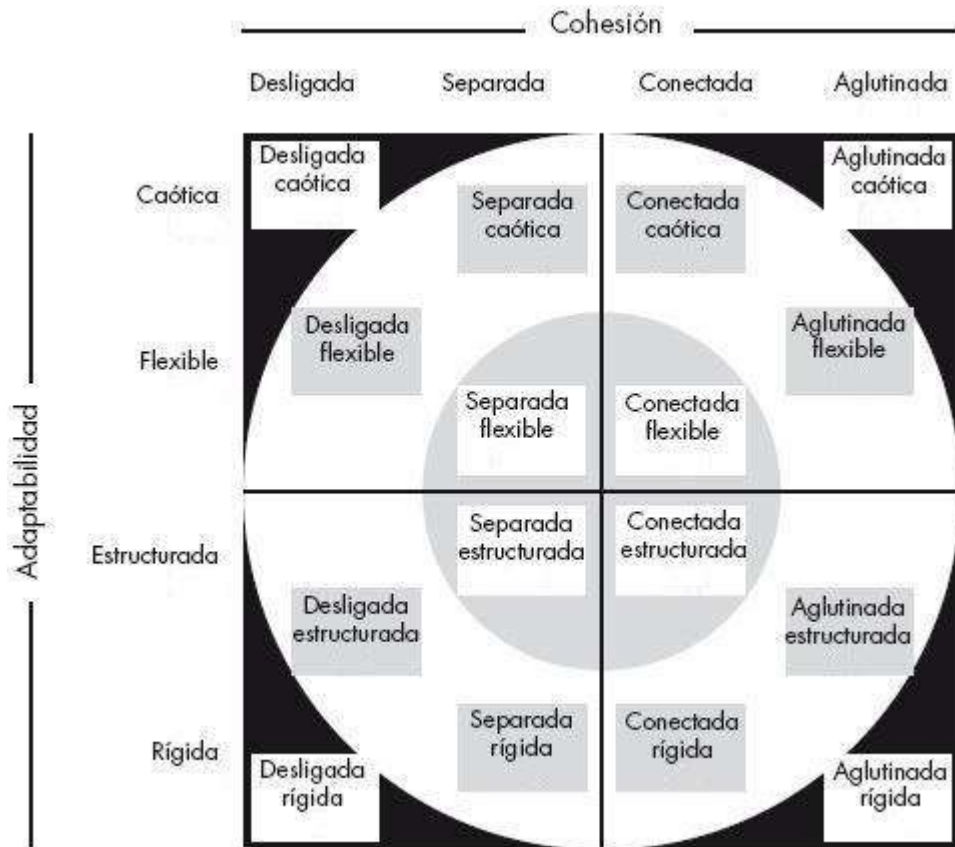 Cohesión
Desligada Separada Conectada Aglutinada
Adaptabilidad
Caótica
Flexible
Estructurada
Rígida
Desligada
caótica
Separada
caótica
Conectada
caótica
Aglutinada
caótica
Desligada
flexible
Separada
flexible
Conectada
flexible
Aglutinada
flexible
Separada
estructurada
Conectada
estructurada
Desligada
estructurada
Aglutinada
estructurada
Separada
rígida
Conectada
rígida
Desligada
rígida
Aglutinada
rígida